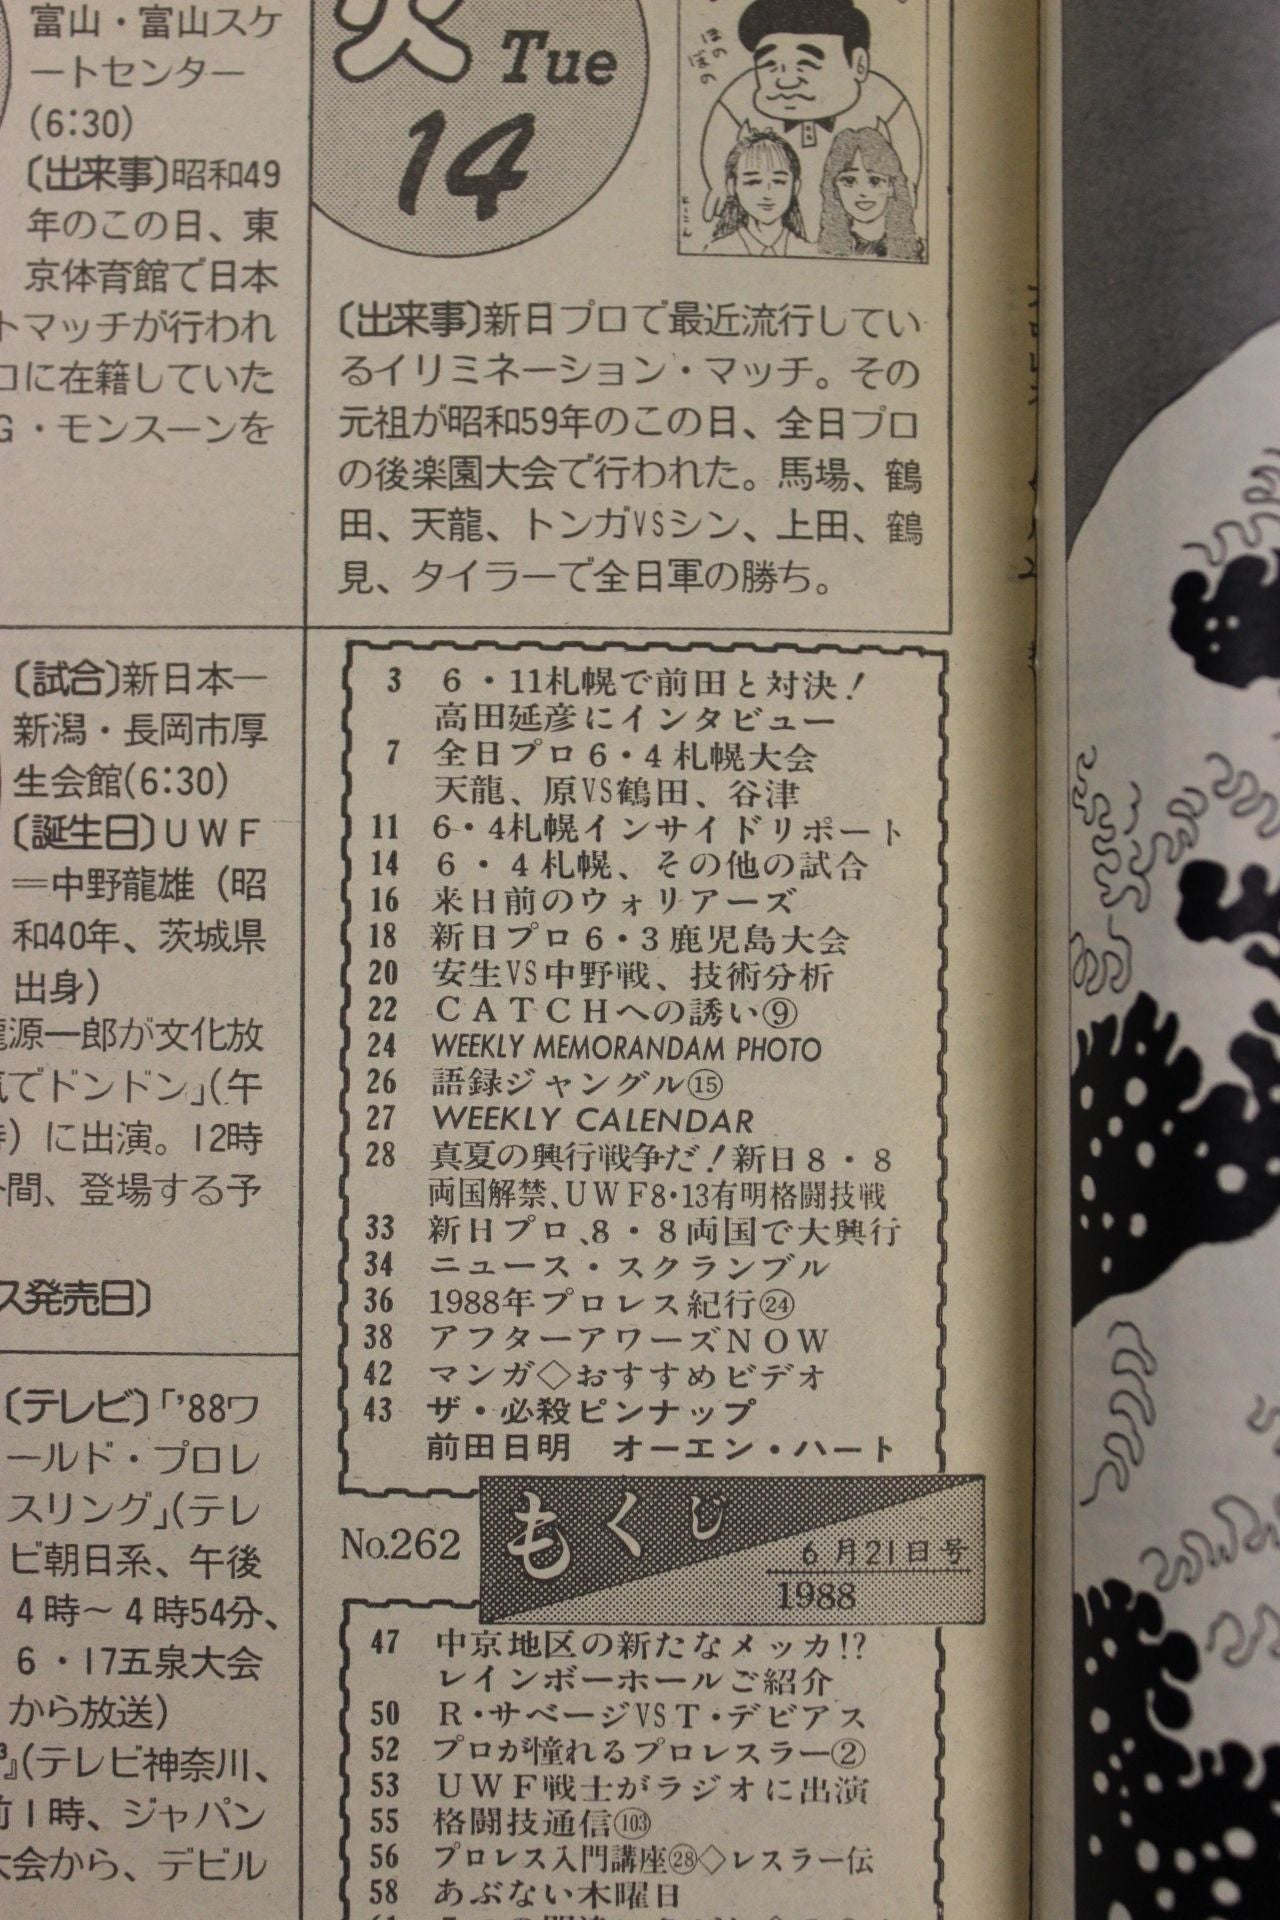 富山・富山スケ
ートセンター
(6:30)
〔出来事〕昭和49
年のこの日、東
京体育館で日本
トマッチが行われ
ロに在籍していた
G・モンスーンを
火 Tue
14
ほのぼの
〔出来事〕新日プロで最近流行してい
るイリミネーション・マッチ。その
元祖が昭和59年のこの日、全日プロ
の後楽園大会で行われた。馬場、鶴
田、天龍、トンガVSシン、上田、鶴
見、タイラーで全日軍の勝ち。
〔試合〕新日本―
新潟・長岡市厚
生会館(6:30)
〔誕生日〕UWF
=中野龍雄（昭
和40年、茨城県
出身）
龍源一郎が文化放
気でドンドン」(午
時）に出演。12時
間、登場する予
ス発売日〕
〔テレビ〕「'88ワ
ールド・プロレ
スリング」(テレ
ビ朝日系、午後
4時～4時54分、
6・17五泉大会
から放送）
』(テレビ神奈川、
前1時、ジャパン
大会から、デビル
3 6・11札幌で前田と対決！
高田延彦にインタビュー
7 全日プロ6・4札幌大会
天龍、原VS鶴田、谷津
11 6・4札幌インサイドリポート
14 6・4札幌、その他の試合
16 来日前のウォリアーズ
18 新日プロ6・3鹿児島大会
20 安生VS中野戦、技術分析
22 CATCHへの誘い⑨
24 WEEKLY MEMORANDAM PHOTO
26 語録ジャングル⑮
27 WEEKLY CALENDAR
28 真夏の興行戦争だ！新日8・8
両国解禁、UWF8・13有明格闘技戦
33 新日プロ、8・8両国で大興行
34 ニュース・スクランブル
36 1988年プロレス紀行㉔
38 アフターアワーズNOW
42 マンガ◇おすすめビデオ
43 ザ・必殺ピンナップ
前田日明　オーエン・ハート
No.262
もくじ
6月21日号
1988
47 中京地区の新たなメッカ!?
レインボーホールご紹介
50 R・サベージVST・デビアス
52 プロが憧れるプロレスラー②
53 UWF戦士がラジオに出演
55 格闘技通信(103)
56 プロレス入門講座㉘◇レスラー伝
58 あぶない木曜日